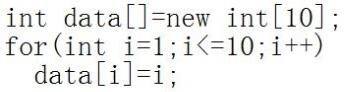 int data[]=new int[10];
for(int i=1;i<=10;i++)
  data[i]=i;